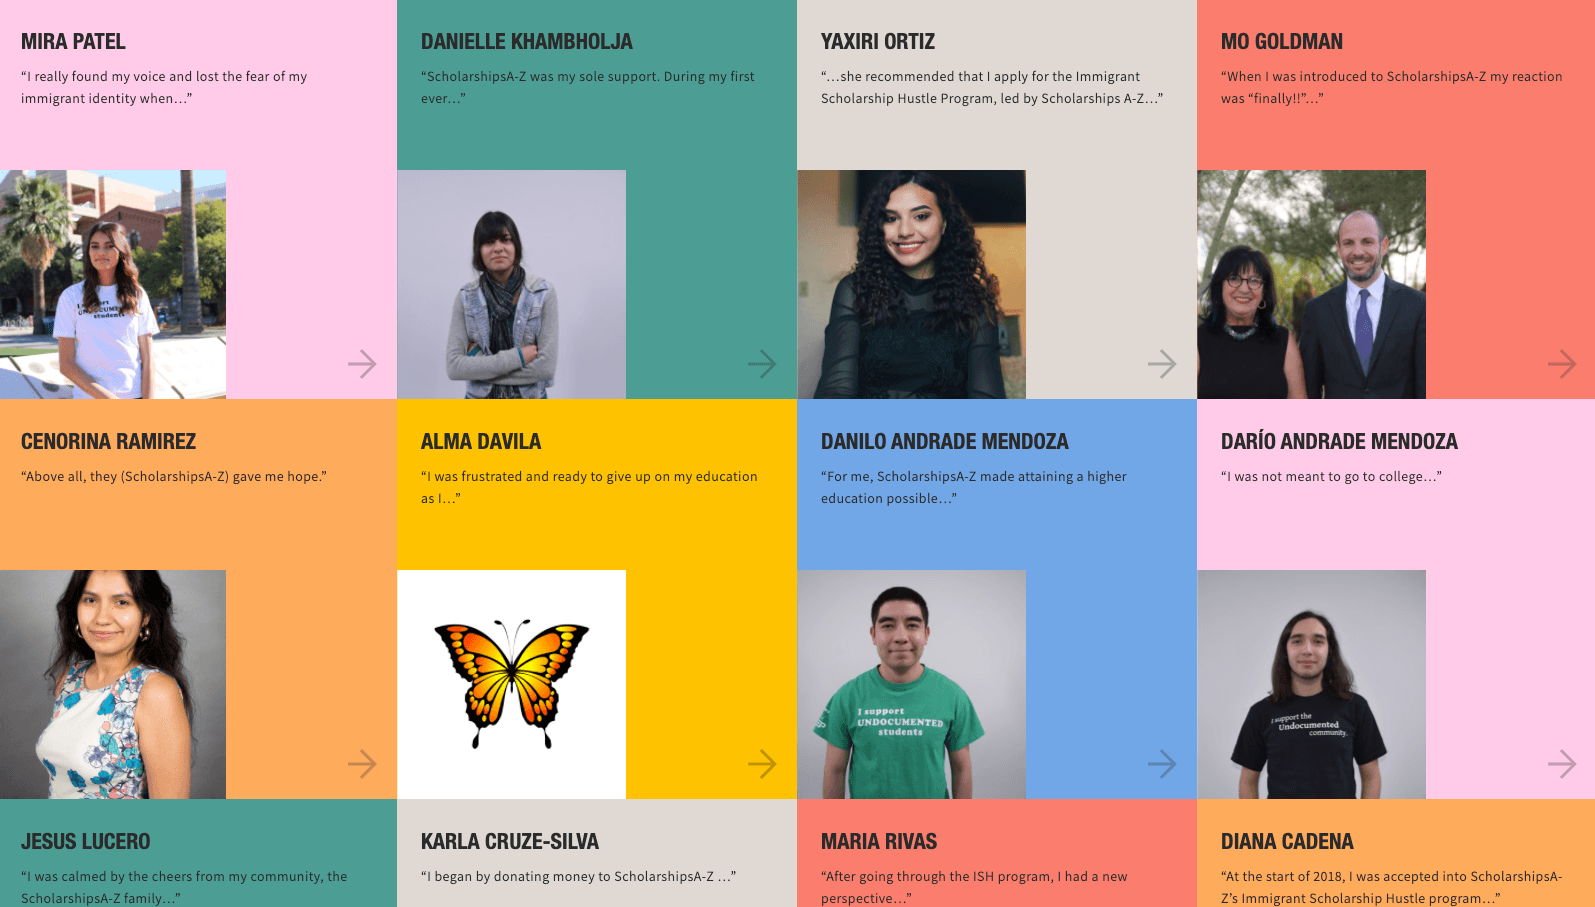 MIRA PATEL
“I really found my voice and lost the fear of my
immigrant identity when…”
DANIELLE KHAMBHOLJA
“ScholarshipsA-Z was my sole support. During my first
ever…”
YAXIRI ORTIZ
“…she recommended that I apply for the Immigrant
Scholarship Hustle Program, led by Scholarships A-Z…”
MO GOLDMAN
“When I was introduced to ScholarshipsA-Z my reaction
was “finally!!”…”
I support
UNDOCUMENTED
students
CENORINA RAMIREZ
“Above all, they (ScholarshipsA-Z) gave me hope.”
ALMA DAVILA
“I was frustrated and ready to give up on my education
as I…”
DANILO ANDRADE MENDOZA
“For me, ScholarshipsA-Z made attaining a higher
education possible…”
DARÍO ANDRADE MENDOZA
“I was not meant to go to college…”
I support
UNDOCUMENTED
students
I support the
Undocumented
community.
JESUS LUCERO
“I was calmed by the cheers from my community, the
ScholarshipsA-Z family…”
KARLA CRUZE-SILVA
“I began by donating money to ScholarshipsA-Z …”
MARIA RIVAS
“After going through the ISH program, I had a new
perspective…”
DIANA CADENA
“At the start of 2018, I was accepted into ScholarshipsA-
Z’s Immigrant Scholarship Hustle program…”